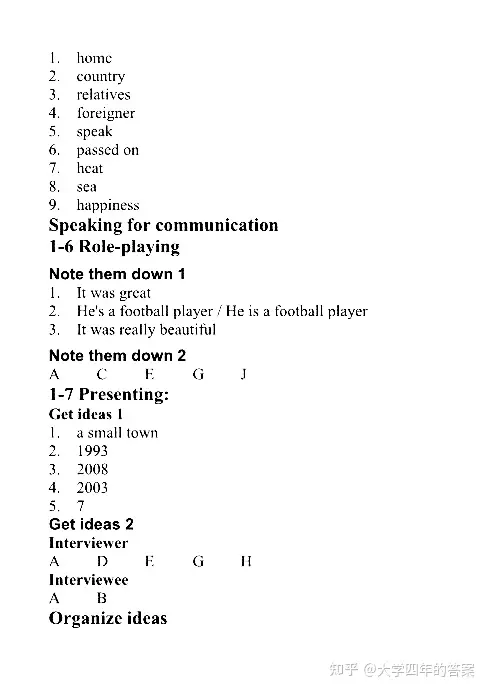 1. home
2. country
3. relatives
4. foreigner
5. speak
6. passed on
7. heat
8. sea
9. happiness
Speaking for communication
1-6 Role-playing
Note them down 1
1. It was great
2. He's a football player / He is a football player
3. It was really beautiful
Note them down 2
A C E G J
1-7 Presenting:
Get ideas 1
1. a small town
2. 1993
3. 2008
4. 2003
5. 7
Get ideas 2
Interviewer
A D E G H
Interviewee
A B
Organize ideas
知乎 @大学四年的答案